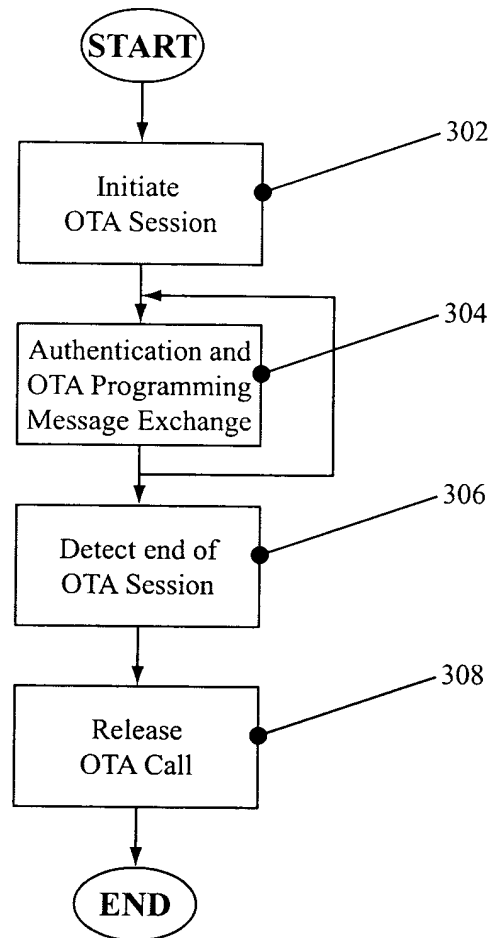 START
302
Initiate
OTA Session
304
Authentication and
OTA Programming
Message Exchange
306
Detect end of
OTA Session
308
Release
OTA Call
END